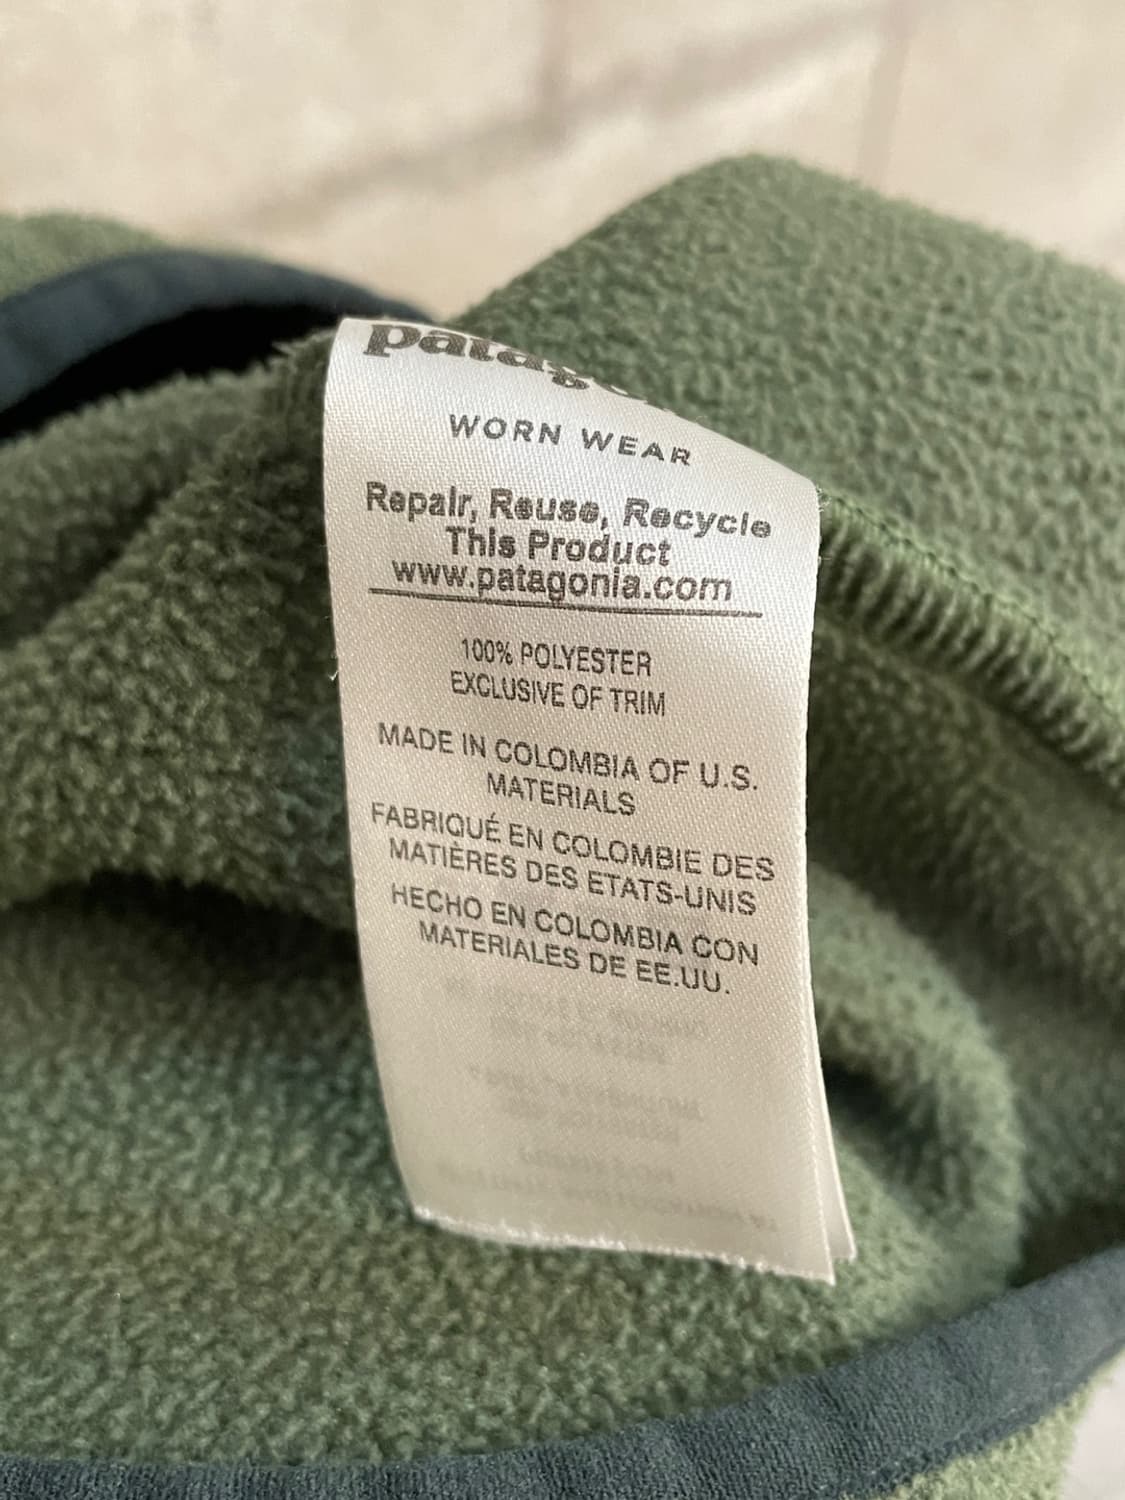 WORN WEAR
Repair, Reuse, Recycle
This Product
www.patagonia.com
100% POLYESTER
EXCLUSIVE OF TRIM
MADE IN COLOMBIA OF U.S.
MATERIALS
FABRIQUÉ EN COLOMBIE DES
MATIÈRES DES ETATS-UNIS
HECHO EN COLOMBIA CON
MATERIALES DE EE.UU.